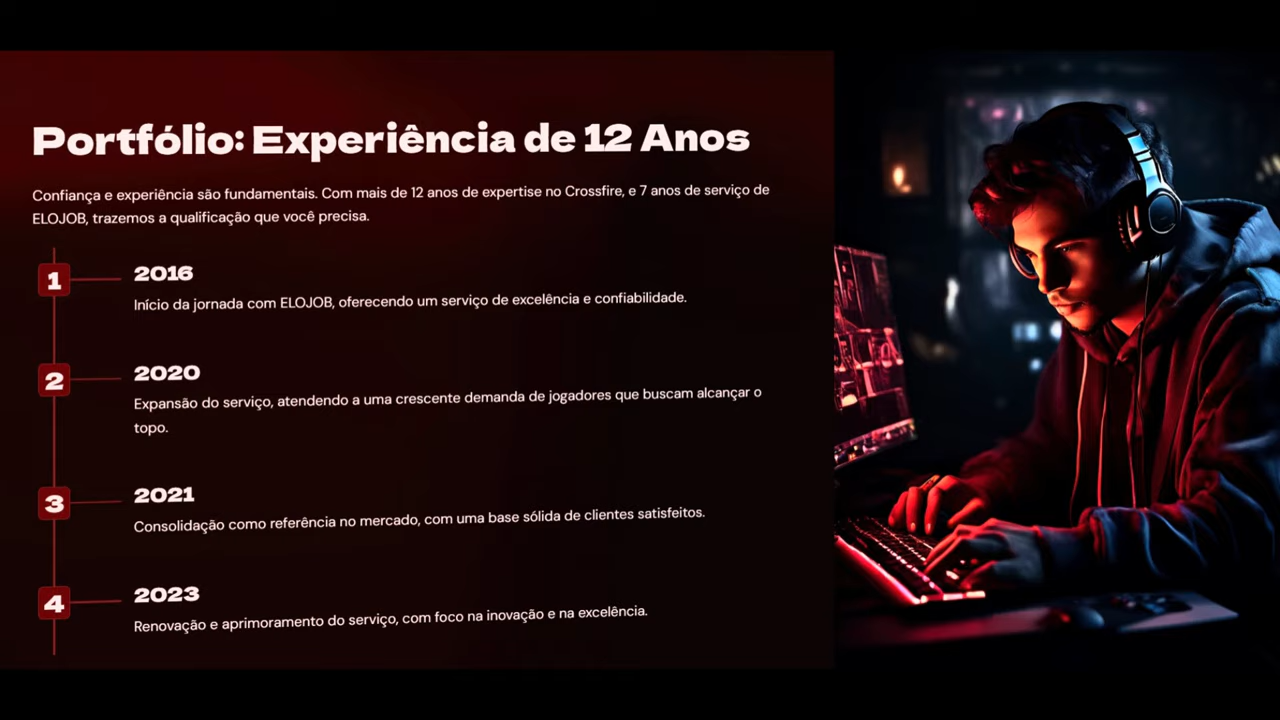 Portfólio: Experiência de 12 Anos
Confiança e experiência são fundamentais. Com mais de 12 anos de expertise no Crossfire, e 7 anos de serviço de
ELOJOB, trazemos a qualificação que você precisa.
1
2016
Início da jornada com ELOJOB, oferecendo um serviço de excelência e confiabilidade.
2
2020
Expansão do serviço, atendendo a uma crescente demanda de jogadores que buscam alcançar o
topo.
3
2021
Consolidação como referência no mercado, com uma base sólida de clientes satisfeitos.
4
2023
Renovação e aprimoramento do serviço, com foco na inovação e na excelência.